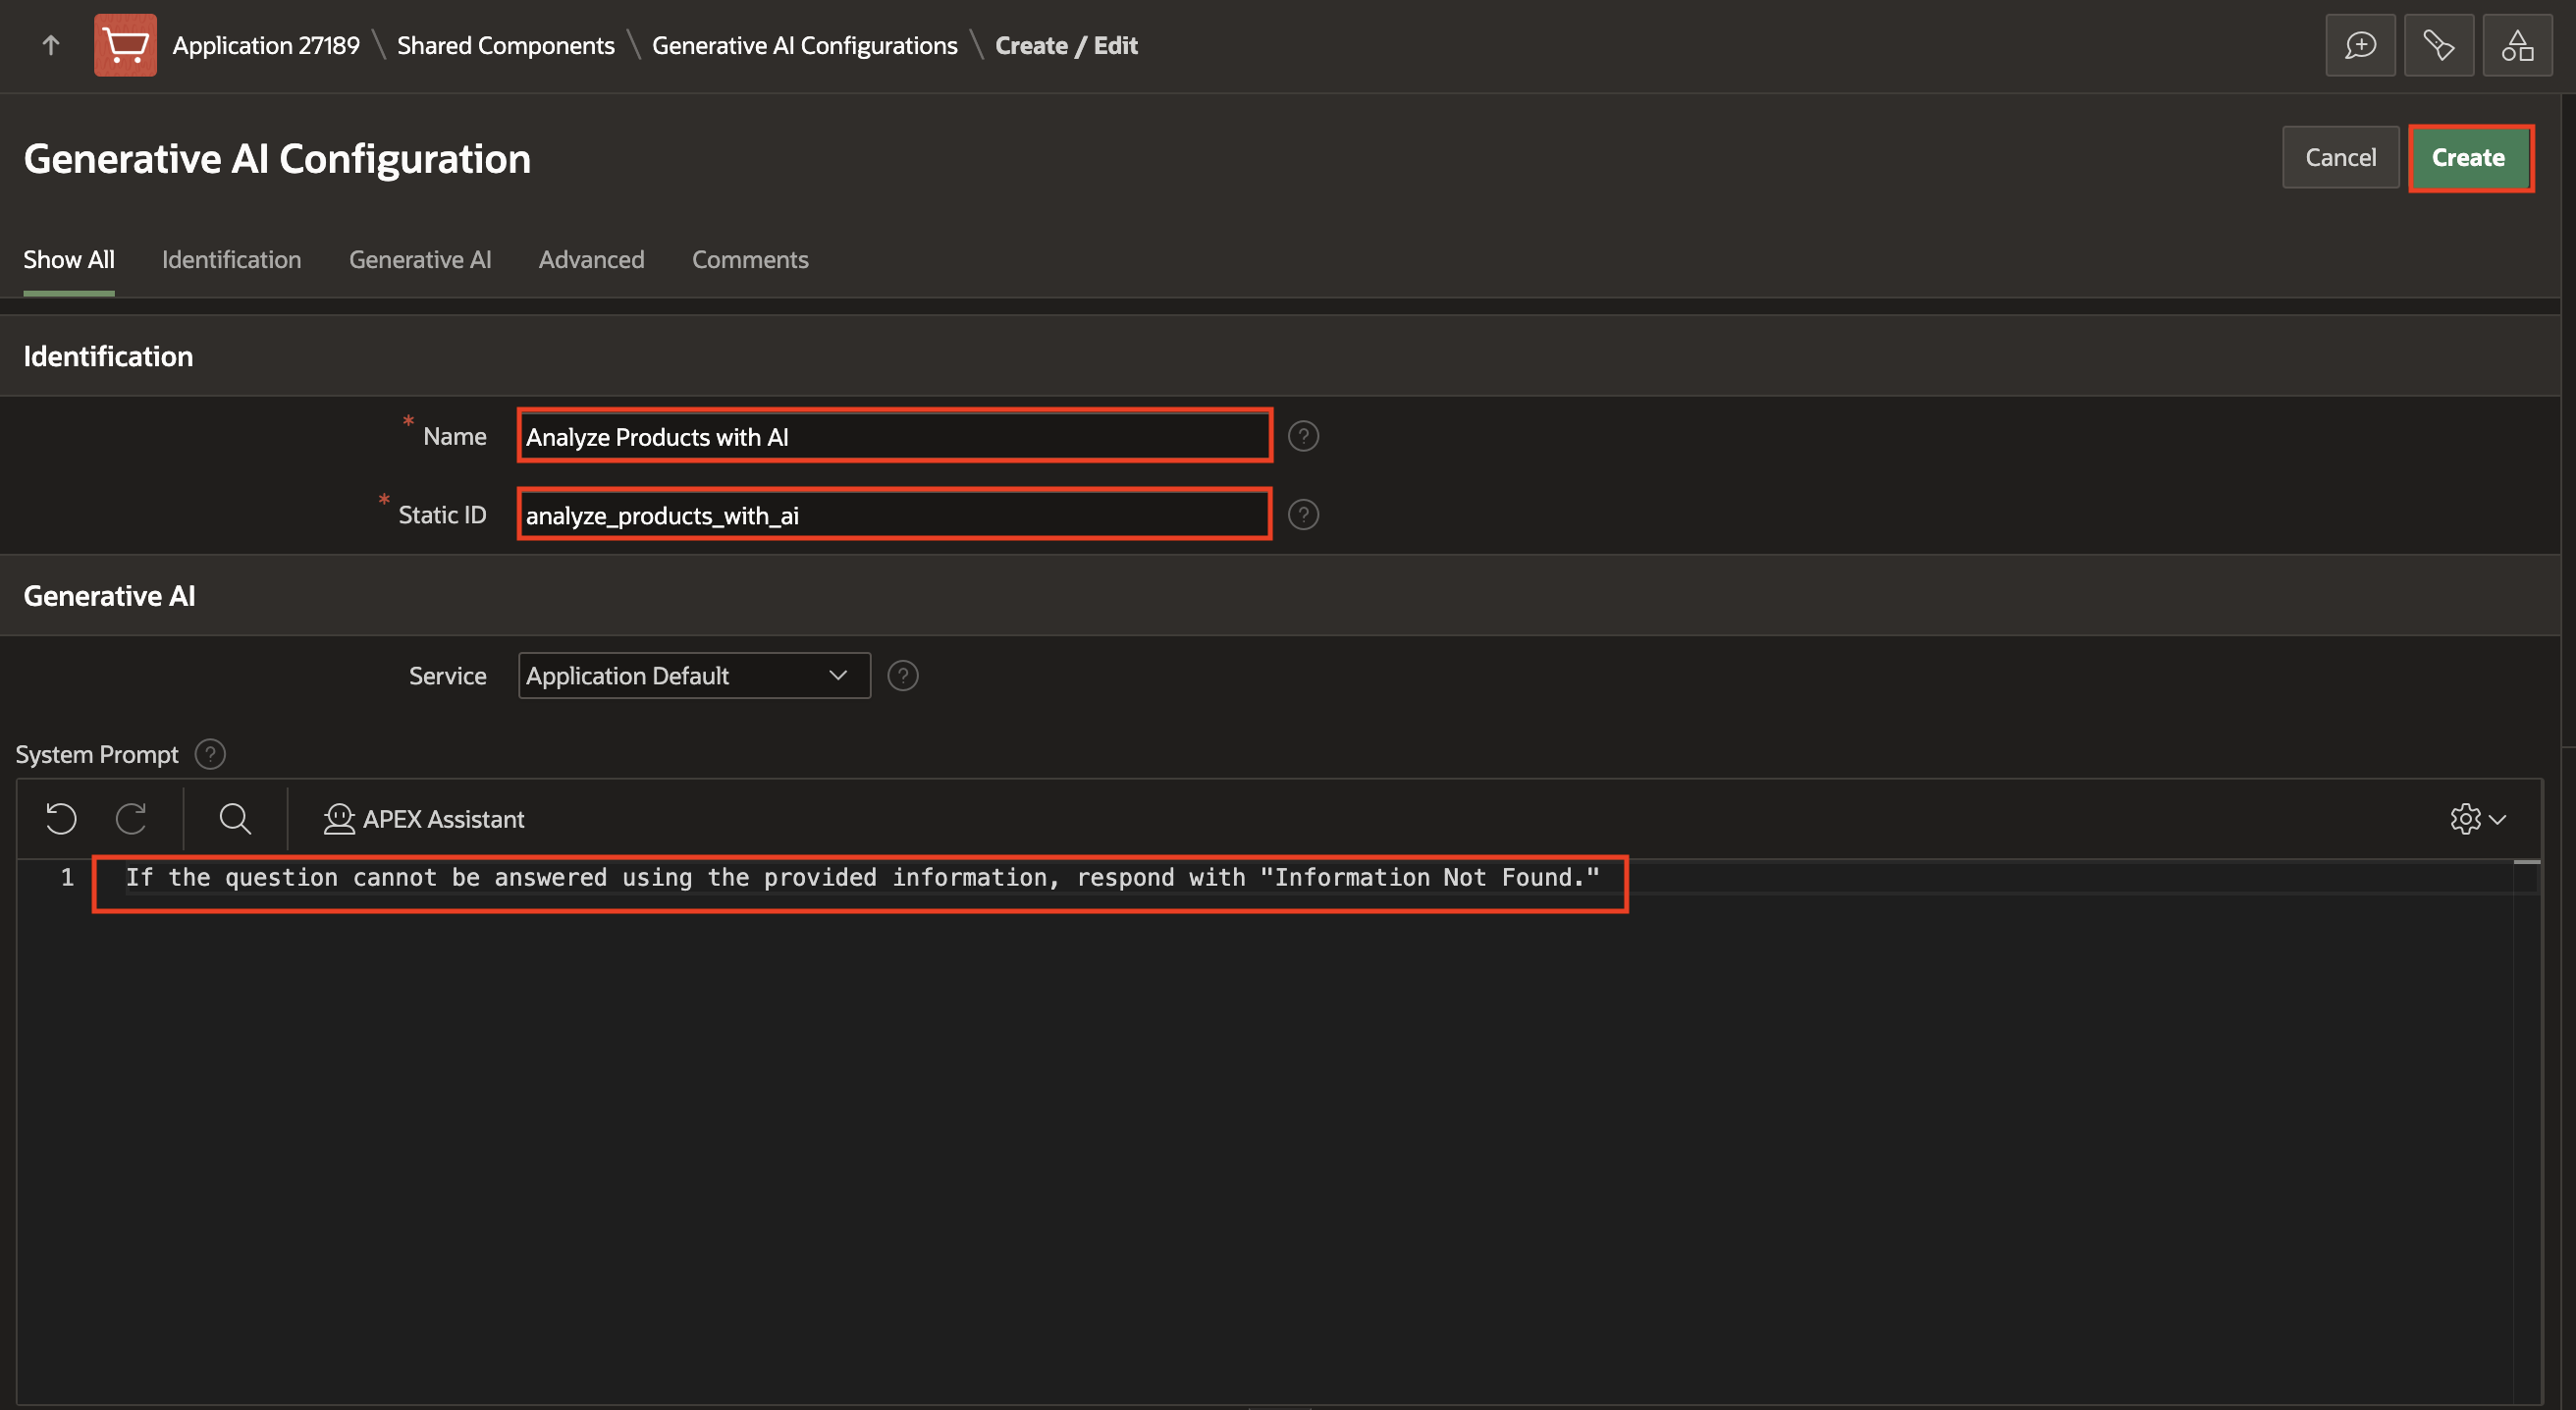 Application 27189 \ Shared Components \ Generative AI Configurations \ Create / Edit
Generative AI Configuration
Cancel
Create
Show All
Identification
Generative AI
Advanced
Comments
Identification
* Name
Analyze Products with AI
?
* Static ID
analyze_products_with_ai
?
Generative AI
Service
Application Default
?
System Prompt
?
APEX Assistant
1
If the question cannot be answered using the provided information, respond with "Information Not Found."